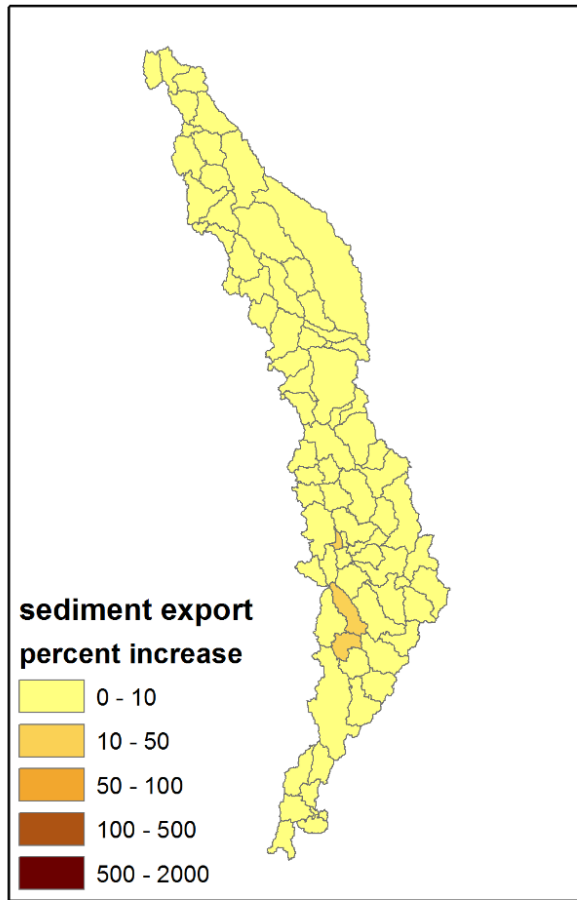 sediment export
percent increase
0 - 10
10 - 50
50 - 100
100 - 500
500 - 2000